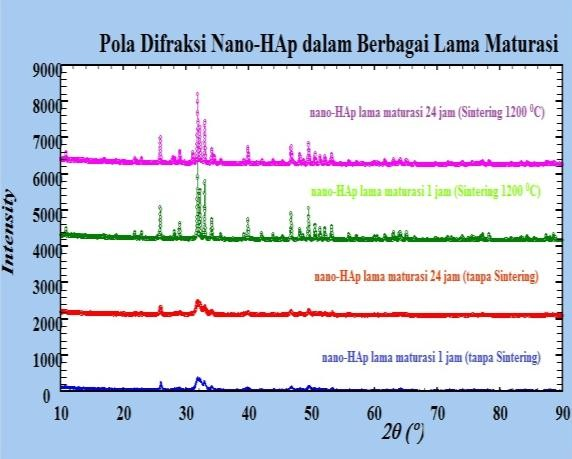 Pola Difraksi Nano-HAp dalam Berbagai Lama Maturasi
9000
8000
7000
6000
5000
4000
3000
2000
1000
0
Intensity
nano-HAp lama maturasi 24 jam (Sintering 1200 ⁰C)
nano-HAp lama maturasi 1 jam (Sintering 1200 ⁰C)
nano-HAp lama maturasi 24 jam (tanpa Sintering)
nano-HAp lama maturasi 1 jam (tanpa Sintering)
10 20 30 40 50 60 70 80 90
2θ (°)